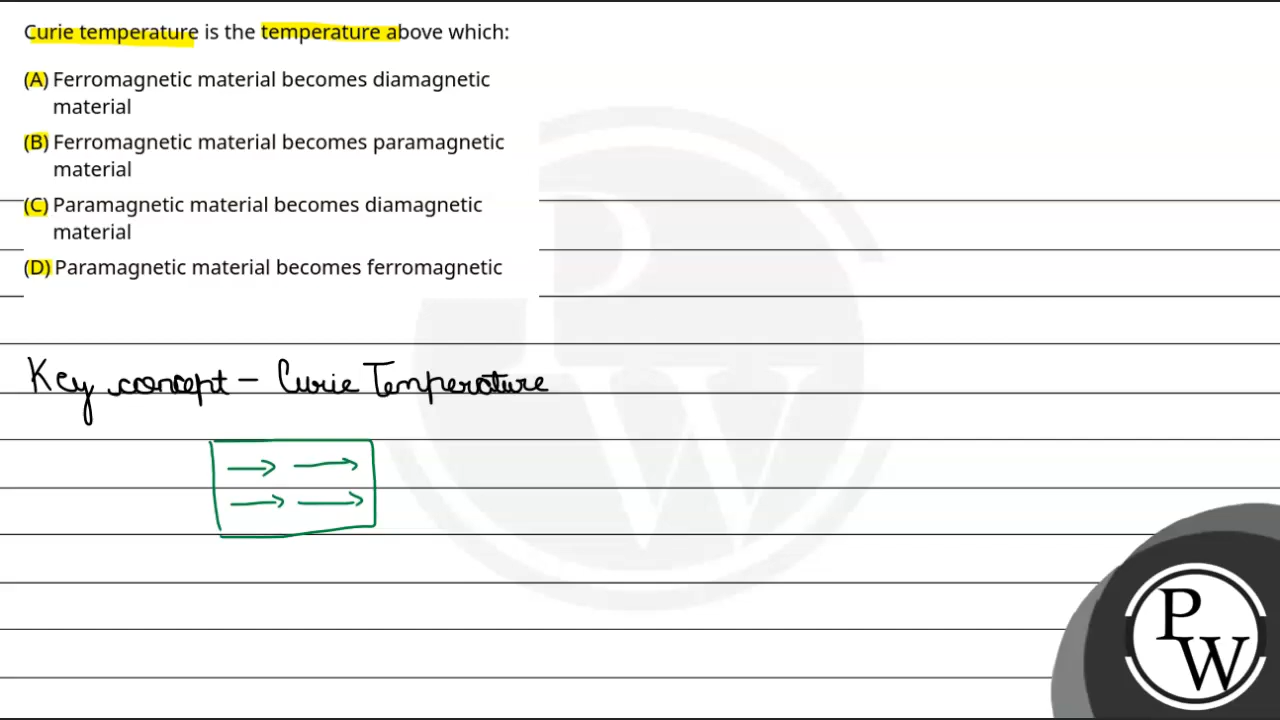 Curie temperature is the temperature above which:
(A) Ferromagnetic material becomes diamagnetic
material
(B) Ferromagnetic material becomes paramagnetic
material
(C) Paramagnetic material becomes diamagnetic
material
(D) Paramagnetic material becomes ferromagnetic
Key concept - Curie Temperature
P
W
P
W